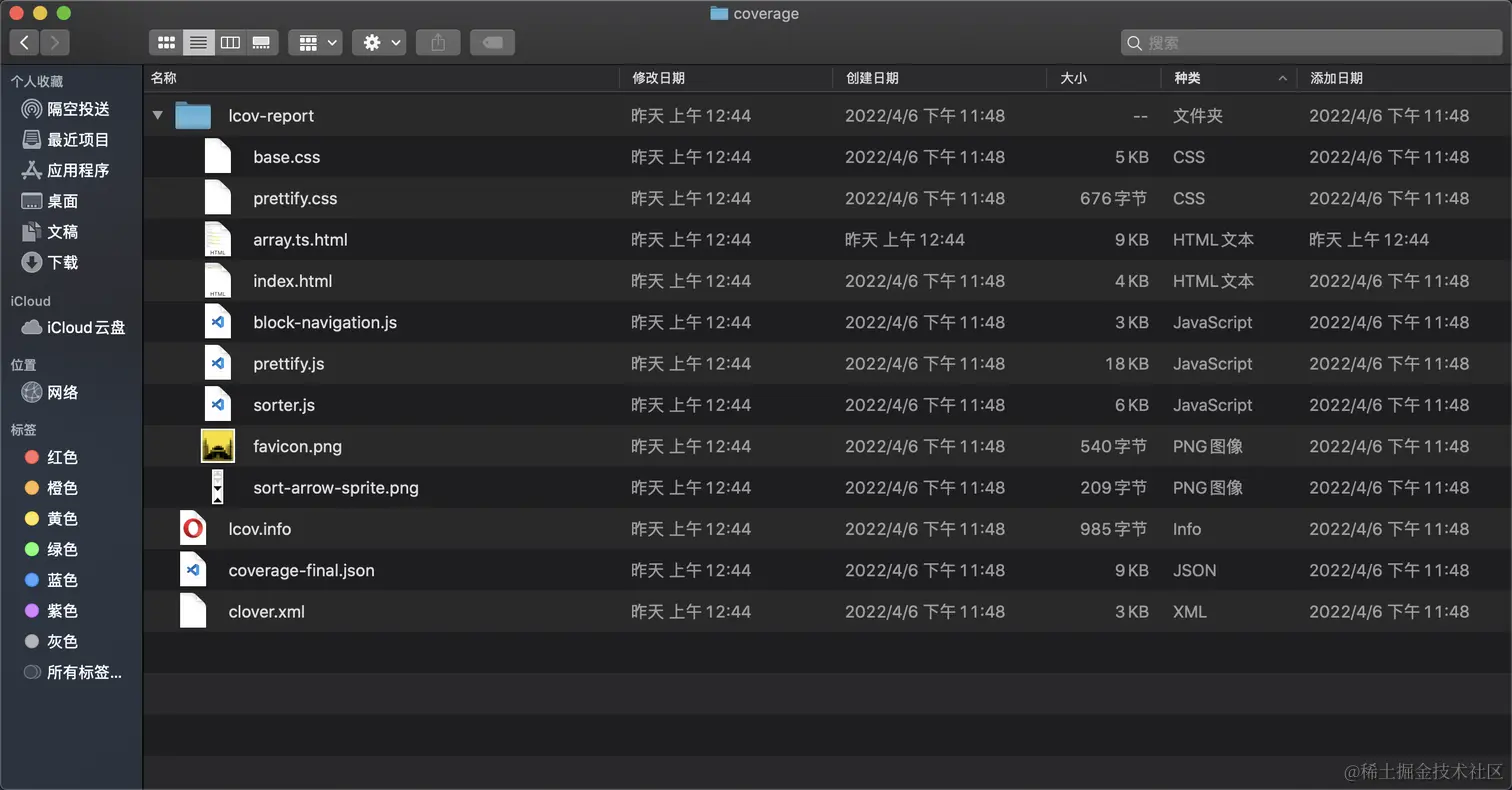 coverage
搜索
个人收藏
隔空投送
最近项目
应用程序
桌面
文稿
下载
iCloud
iCloud云盘
位置
网络
标签
红色
橙色
黄色
绿色
蓝色
紫色
灰色
所有标签...
名称 修改日期 创建日期 大小 种类 添加日期
lcov-report 昨天 上午 12:44 2022/4/6 下午 11:48 -- 文件夹 2022/4/6 下午 11:48
base.css 昨天 上午 12:44 2022/4/6 下午 11:48 5 KB CSS 2022/4/6 下午 11:48
prettify.css 昨天 上午 12:44 2022/4/6 下午 11:48 676 字节 CSS 2022/4/6 下午 11:48
HTML array.ts.html 昨天 上午 12:44 昨天 上午 12:44 9 KB HTML文本 昨天 上午 12:44
HTML index.html 昨天 上午 12:44 2022/4/6 下午 11:48 4 KB HTML文本 2022/4/6 下午 11:48
block-navigation.js 昨天 上午 12:44 2022/4/6 下午 11:48 3 KB JavaScript 2022/4/6 下午 11:48
prettify.js 昨天 上午 12:44 2022/4/6 下午 11:48 18 KB JavaScript 2022/4/6 下午 11:48
sorter.js 昨天 上午 12:44 2022/4/6 下午 11:48 6 KB JavaScript 2022/4/6 下午 11:48
favicon.png 昨天 上午 12:44 2022/4/6 下午 11:48 540 字节 PNG图像 2022/4/6 下午 11:48
sort-arrow-sprite.png 昨天 上午 12:44 2022/4/6 下午 11:48 209 字节 PNG图像 2022/4/6 下午 11:48
lcov.info 昨天 上午 12:44 2022/4/6 下午 11:48 985 字节 Info 2022/4/6 下午 11:48
coverage-final.json 昨天 上午 12:44 2022/4/6 下午 11:48 9 KB JSON 2022/4/6 下午 11:48
clover.xml 昨天 上午 12:44 2022/4/6 下午 11:48 3 KB XML 2022/4/6 下午 11:48
@稀土掘金技术社区